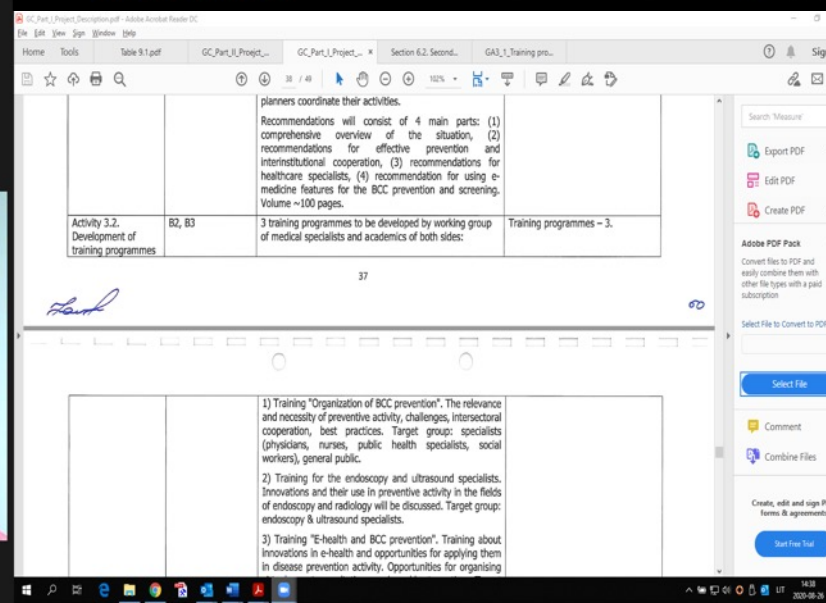 GC_Part_I_Project_Description.pdf - Adobe Acrobat Reader DC
File Edit View Sign Window Help
Home Tools Table 9.1.pdf GC_Part_II_Proejct_... GC_Part_I_Project_... × Section 6.2. Second... GA3_1_Training pro... Sig
38 / 49 102%
planners coordinate their activities.
Recommendations will consist of 4 main parts: (1)
comprehensive overview of the situation, (2)
recommendations for effective prevention and
interinstitutional cooperation, (3) recommendations for
healthcare specialists, (4) recommendation for using e-
medicine features for the BCC prevention and screening.
Volume ~100 pages.
Activity 3.2. B2, B3 3 training programmes to be developed by working group Training programmes – 3.
Development of of medical specialists and academics of both sides:
training programmes
37
1) Training "Organization of BCC prevention". The relevance
and necessity of preventive activity, challenges, intersectoral
cooperation, best practices. Target group: specialists
(physicians, nurses, public health specialists, social
workers), general public.
2) Training for the endoscopy and ultrasound specialists.
Innovations and their use in preventive activity in the fields
of endoscopy and radiology will be discussed. Target group:
endoscopy & ultrasound specialists.
3) Training "E-health and BCC prevention". Training about
innovations in e-health and opportunities for applying them
in disease prevention activity. Opportunities for organising
Search 'Measure'
Export PDF
Edit PDF
Create PDF
Adobe PDF Pack
Convert files to PDF and
easily combine them with
other file types with a paid
subscription
Select File to Convert to PDF
Select File
Comment
Combine Files
Create, edit and sign P
forms & agreements
Start Free Trial
LIT 14:38
2020-08-26